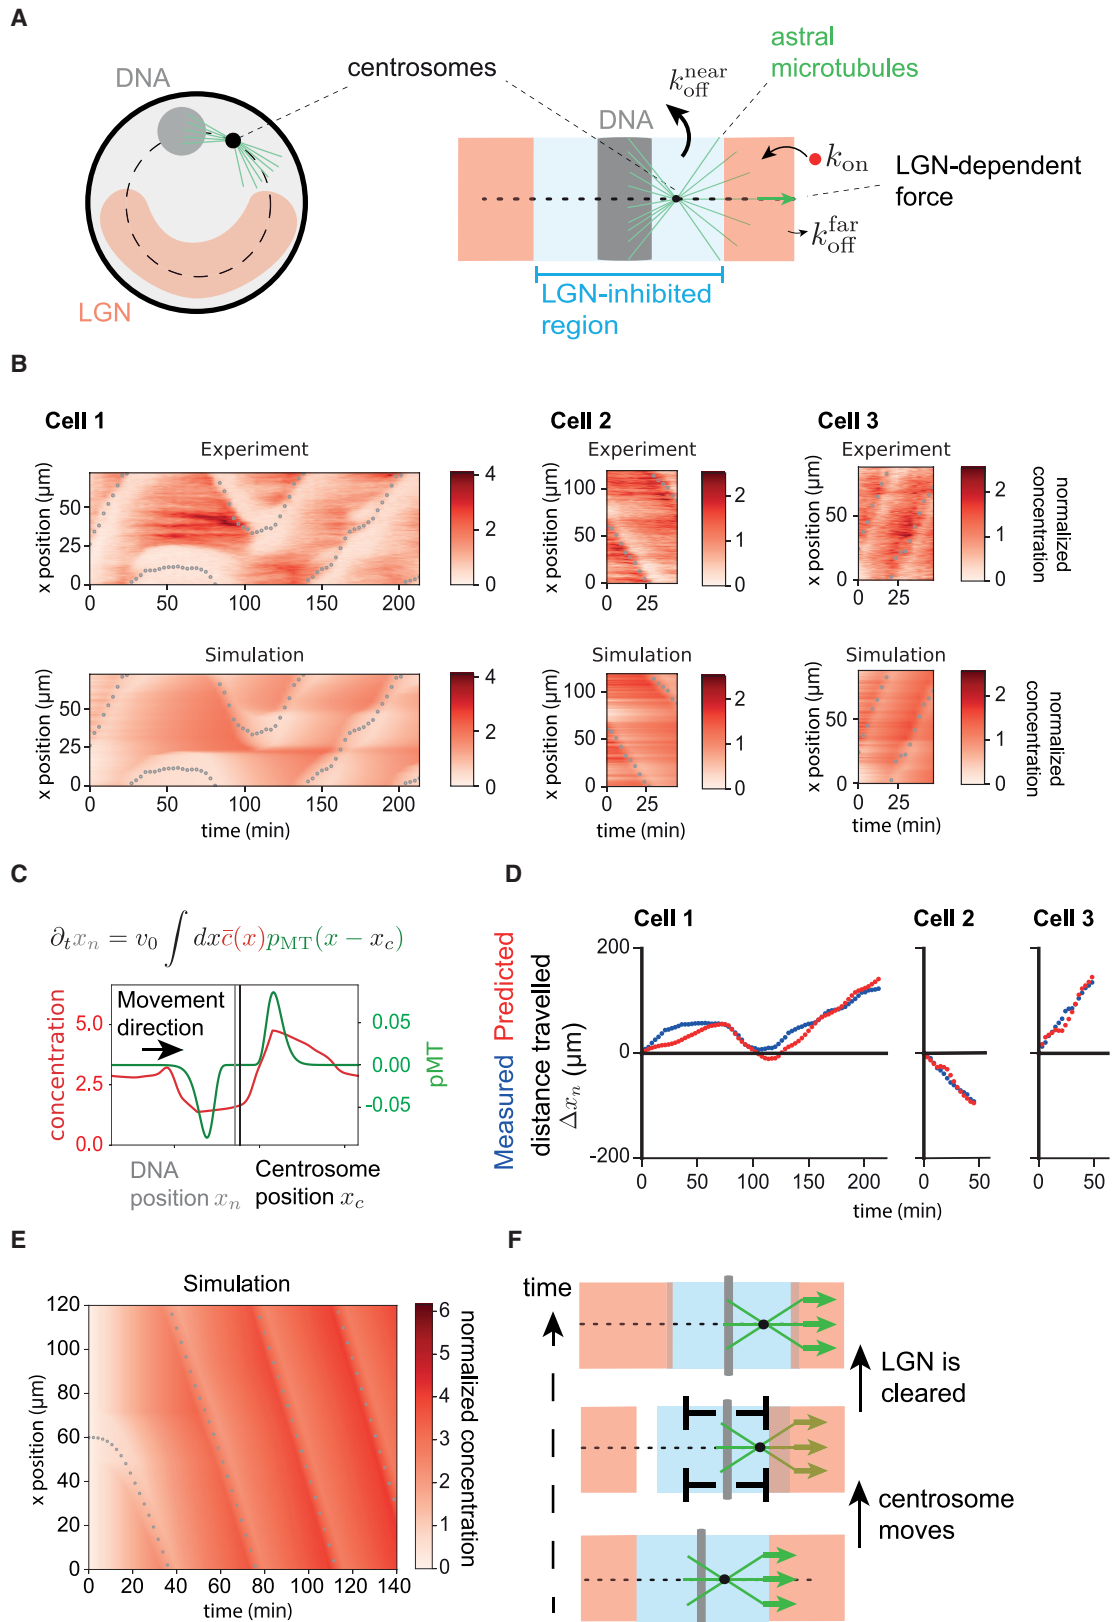 A
DNA
centrosomes
LGN
astral
microtubules
k_off^near
DNA
k_on
LGN-dependent
force
k_off^far
LGN-inhibited
region
B
Cell 1
Cell 2
Cell 3
Experiment
Experiment
Experiment
x position (µm)
50
25
0
0 50 100 150 200
4
2
0
x position (µm)
100
50
0
0 25
2
1
0
x position (µm)
50
0
0 25
2
1
0
normalized
concentration
Simulation
Simulation
Simulation
x position (µm)
50
25
0
0 50 100 150 200
time (min)
4
2
0
x position (µm)
100
50
0
0 25
time (min)
2
1
0
x position (µm)
50
0
0 25
time (min)
2
1
0
normalized
concentration
C
∂_t x_n = v_0 ∫ dx c̄(x) p_MT(x − x_c)
Movement
direction
concentration
5.0
2.5
0.0
0.05
0.00
-0.05
pMT
DNA
position x_n
Centrosome
position x_c
D
Cell 1
Cell 2
Cell 3
Measured Predicted
distance travelled
Δx_n (µm)
200
0
-200
0 50 100 150 200
0 50
0 50
time (min)
E
Simulation
x position (µm)
120
100
80
60
40
20
0
0 20 40 60 80 100 120 140
time (min)
6
5
4
3
2
1
0
normalized concentration
F
time
LGN is
cleared
centrosome
moves